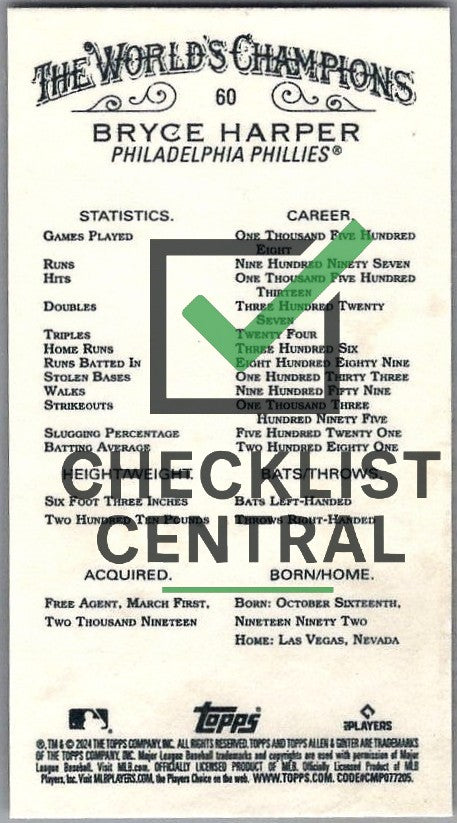 THE WORLD'S CHAMPIONS
60
BRYCE HARPER
PHILADELPHIA PHILLIES®
STATISTICS. CAREER.
GAMES PLAYED ONE THOUSAND FIVE HUNDRED
EIGHT
RUNS NINE HUNDRED NINETY SEVEN
HITS ONE THOUSAND FIVE HUNDRED
THIRTEEN
DOUBLES THREE HUNDRED TWENTY
SEVEN
TRIPLES TWENTY FOUR
HOME RUNS THREE HUNDRED SIX
RUNS BATTED IN EIGHT HUNDRED EIGHTY NINE
STOLEN BASES ONE HUNDRED THIRTY THREE
WALKS NINE HUNDRED FIFTY NINE
STRIKEOUTS ONE THOUSAND THREE
HUNDRED NINETY FIVE
SLUGGING PERCENTAGE FIVE HUNDRED TWENTY ONE
BATTING AVERAGE TWO HUNDRED EIGHTY ONE
CHECKLIST
HEIGHT/WEIGHT. BATS/THROWS.
SIX FOOT THREE INCHES BATS LEFT-HANDED
TWO HUNDRED TEN POUNDS THROWS RIGHT-HANDED
CENTRAL
ACQUIRED. BORN/HOME.
FREE AGENT, MARCH FIRST, BORN: OCTOBER SIXTEENTH,
TWO THOUSAND NINETEEN NINETEEN NINETY TWO
HOME: LAS VEGAS, NEVADA
topps PLAYERS
®, TM & © 2024 THE TOPPS COMPANY, INC. ALL RIGHTS RESERVED. TOPPS AND TOPPS ALLEN & GINTER ARE TRADEMARKS
OF THE TOPPS COMPANY, INC. Major League Baseball trademarks and copyrights are used with permission of Major
League Baseball. Visit MLB.com. OFFICIALLY LICENSED PRODUCT OF MLB. Officially Licensed Product of MLB
Players, Inc. Visit MLBPLAYERS.COM, the Players Choice on the web. WWW.TOPPS.COM. CODE#CMP077205.